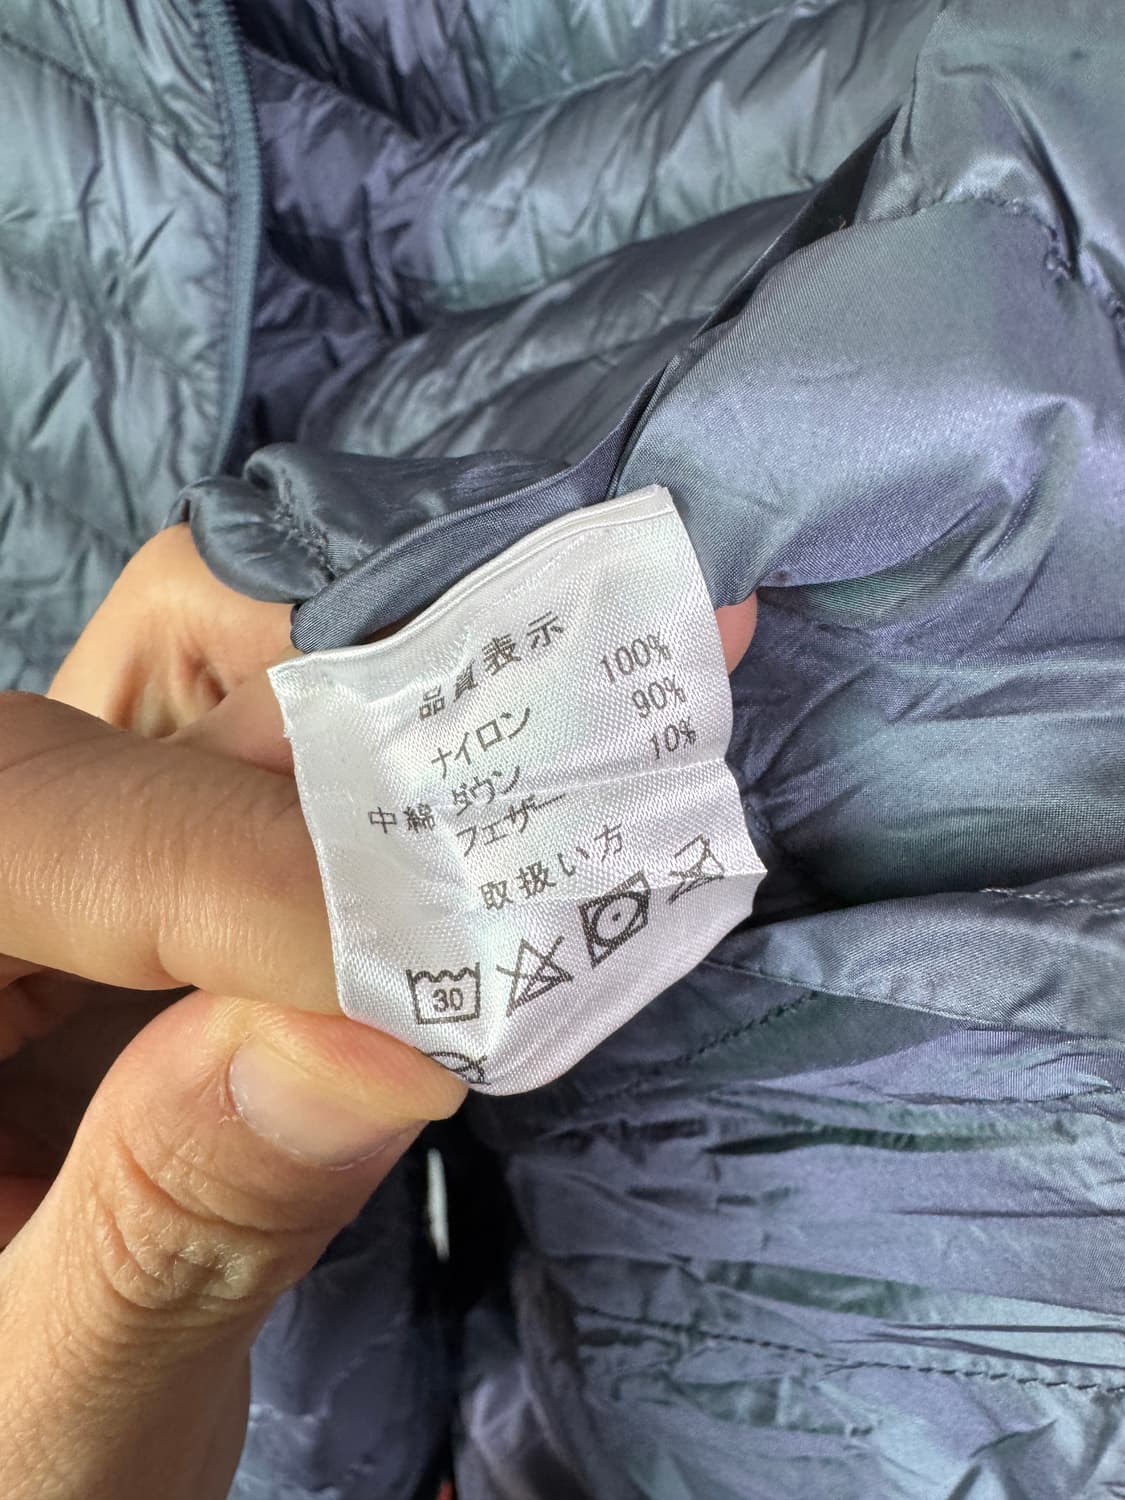 品質表示
ナイロン 100%
中綿 ダウン 90%
フェザー 10%
取扱い方
30